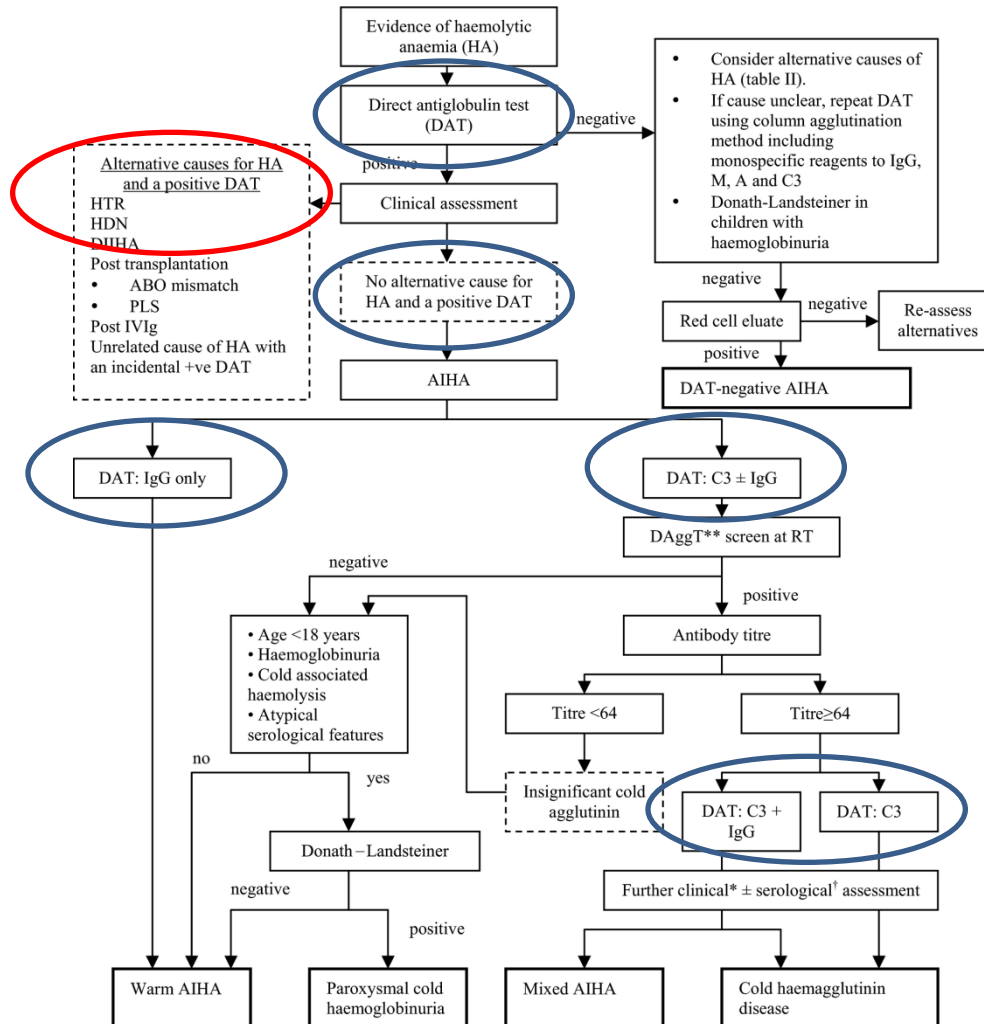 Evidence of haemolytic
anaemia (HA)
Direct antiglobulin test
(DAT)
negative
• Consider alternative causes of
HA (table II).
• If cause unclear, repeat DAT
using column agglutination
method including
monospecific reagents to IgG,
M, A and C3
• Donath-Landsteiner in
children with
haemoglobinuria
positive
Alternative causes for HA
and a positive DAT
HTR
HDN
DIIHA
Post transplantation
• ABO mismatch
• PLS
Post IVIg
Unrelated cause of HA with
an incidental +ve DAT
Clinical assessment
No alternative cause for
HA and a positive DAT
negative
Red cell eluate
negative
Re-assess
alternatives
positive
DAT-negative AIHA
AIHA
DAT: IgG only
DAT: C3 ± IgG
DAggT** screen at RT
negative
positive
• Age <18 years
• Haemoglobinuria
• Cold associated
haemolysis
• Atypical
serological features
Antibody titre
Titre <64
Titre≥64
no
yes
Insignificant cold
agglutinin
DAT: C3 +
IgG
DAT: C3
Donath–Landsteiner
Further clinical* ± serological† assessment
negative
positive
Warm AIHA
Paroxysmal cold
haemoglobinuria
Mixed AIHA
Cold haemagglutinin
disease